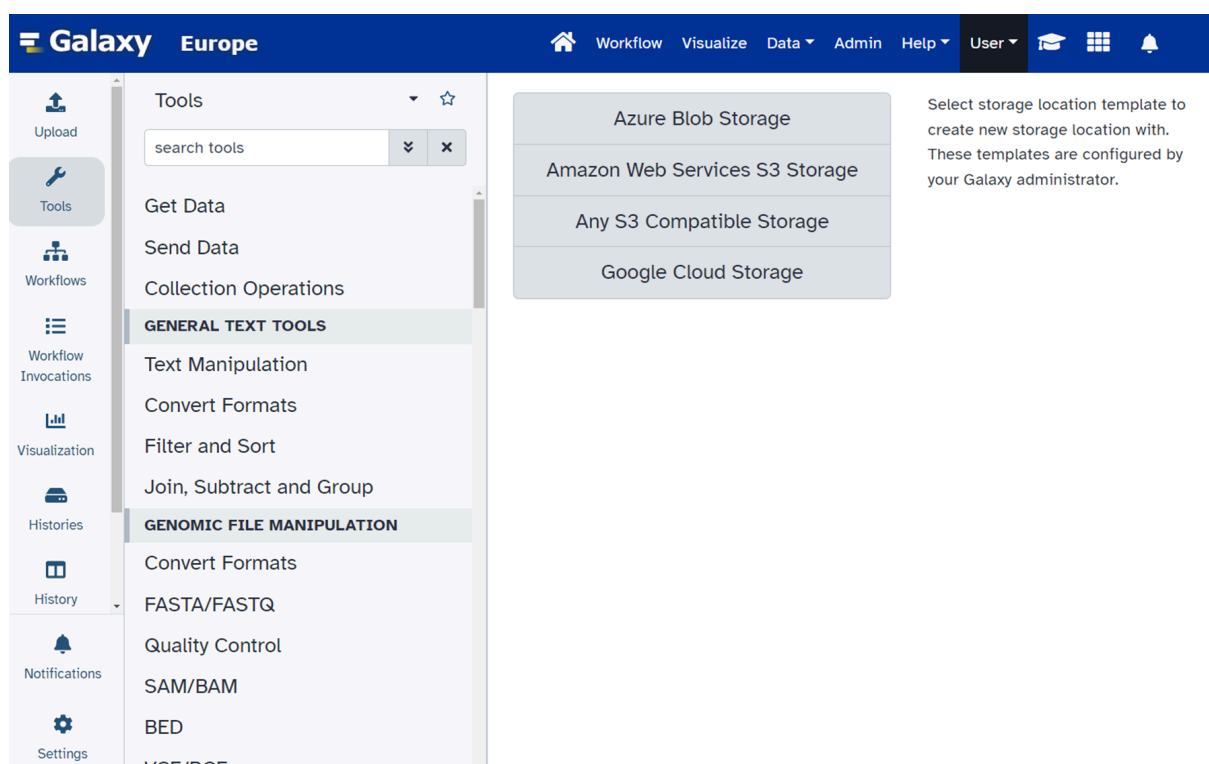 Galaxy Europe
Workflow Visualize Data Admin Help User
Upload
Tools
Workflows
Workflow
Invocations
Visualization
Histories
History
Notifications
Settings
Tools
search tools
Get Data
Send Data
Collection Operations
GENERAL TEXT TOOLS
Text Manipulation
Convert Formats
Filter and Sort
Join, Subtract and Group
GENOMIC FILE MANIPULATION
Convert Formats
FASTA/FASTQ
Quality Control
SAM/BAM
BED
Azure Blob Storage
Amazon Web Services S3 Storage
Any S3 Compatible Storage
Google Cloud Storage
Select storage location template to
create new storage location with.
These templates are configured by
your Galaxy administrator.